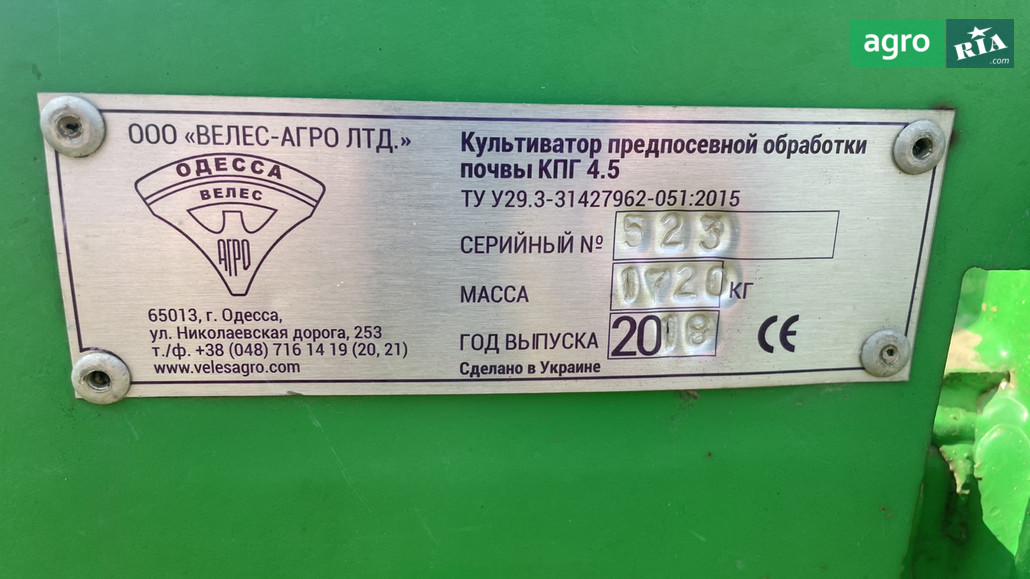 agro
RIA
.com
ООО «ВЕЛЕС-АГРО ЛТД.»
ОДЕССА
ВЕЛЕС
АГРО
65013, г. Одесса,
ул. Николаевская дорога, 253
т./ф. +38 (048) 716 14 19 (20, 21)
www.velesagro.com
Культиватор предпосевной обработки
почвы КПГ 4.5
ТУ У29.3-31427962-051:2015
СЕРИЙНЫЙ № 523
МАССА 1720 КГ
ГОД ВЫПУСКА 2018
Сделано в Украине
CE